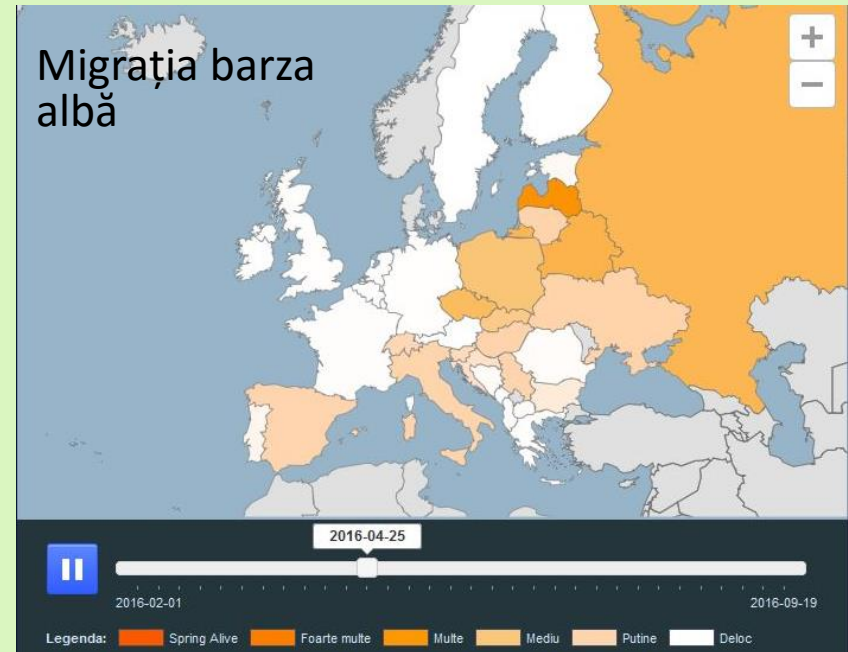 Migrația barza
albă
+
−
2016-04-25
2016-02-01 2016-09-19
Legenda: Spring Alive Foarte multe Multe Mediu Putine Deloc